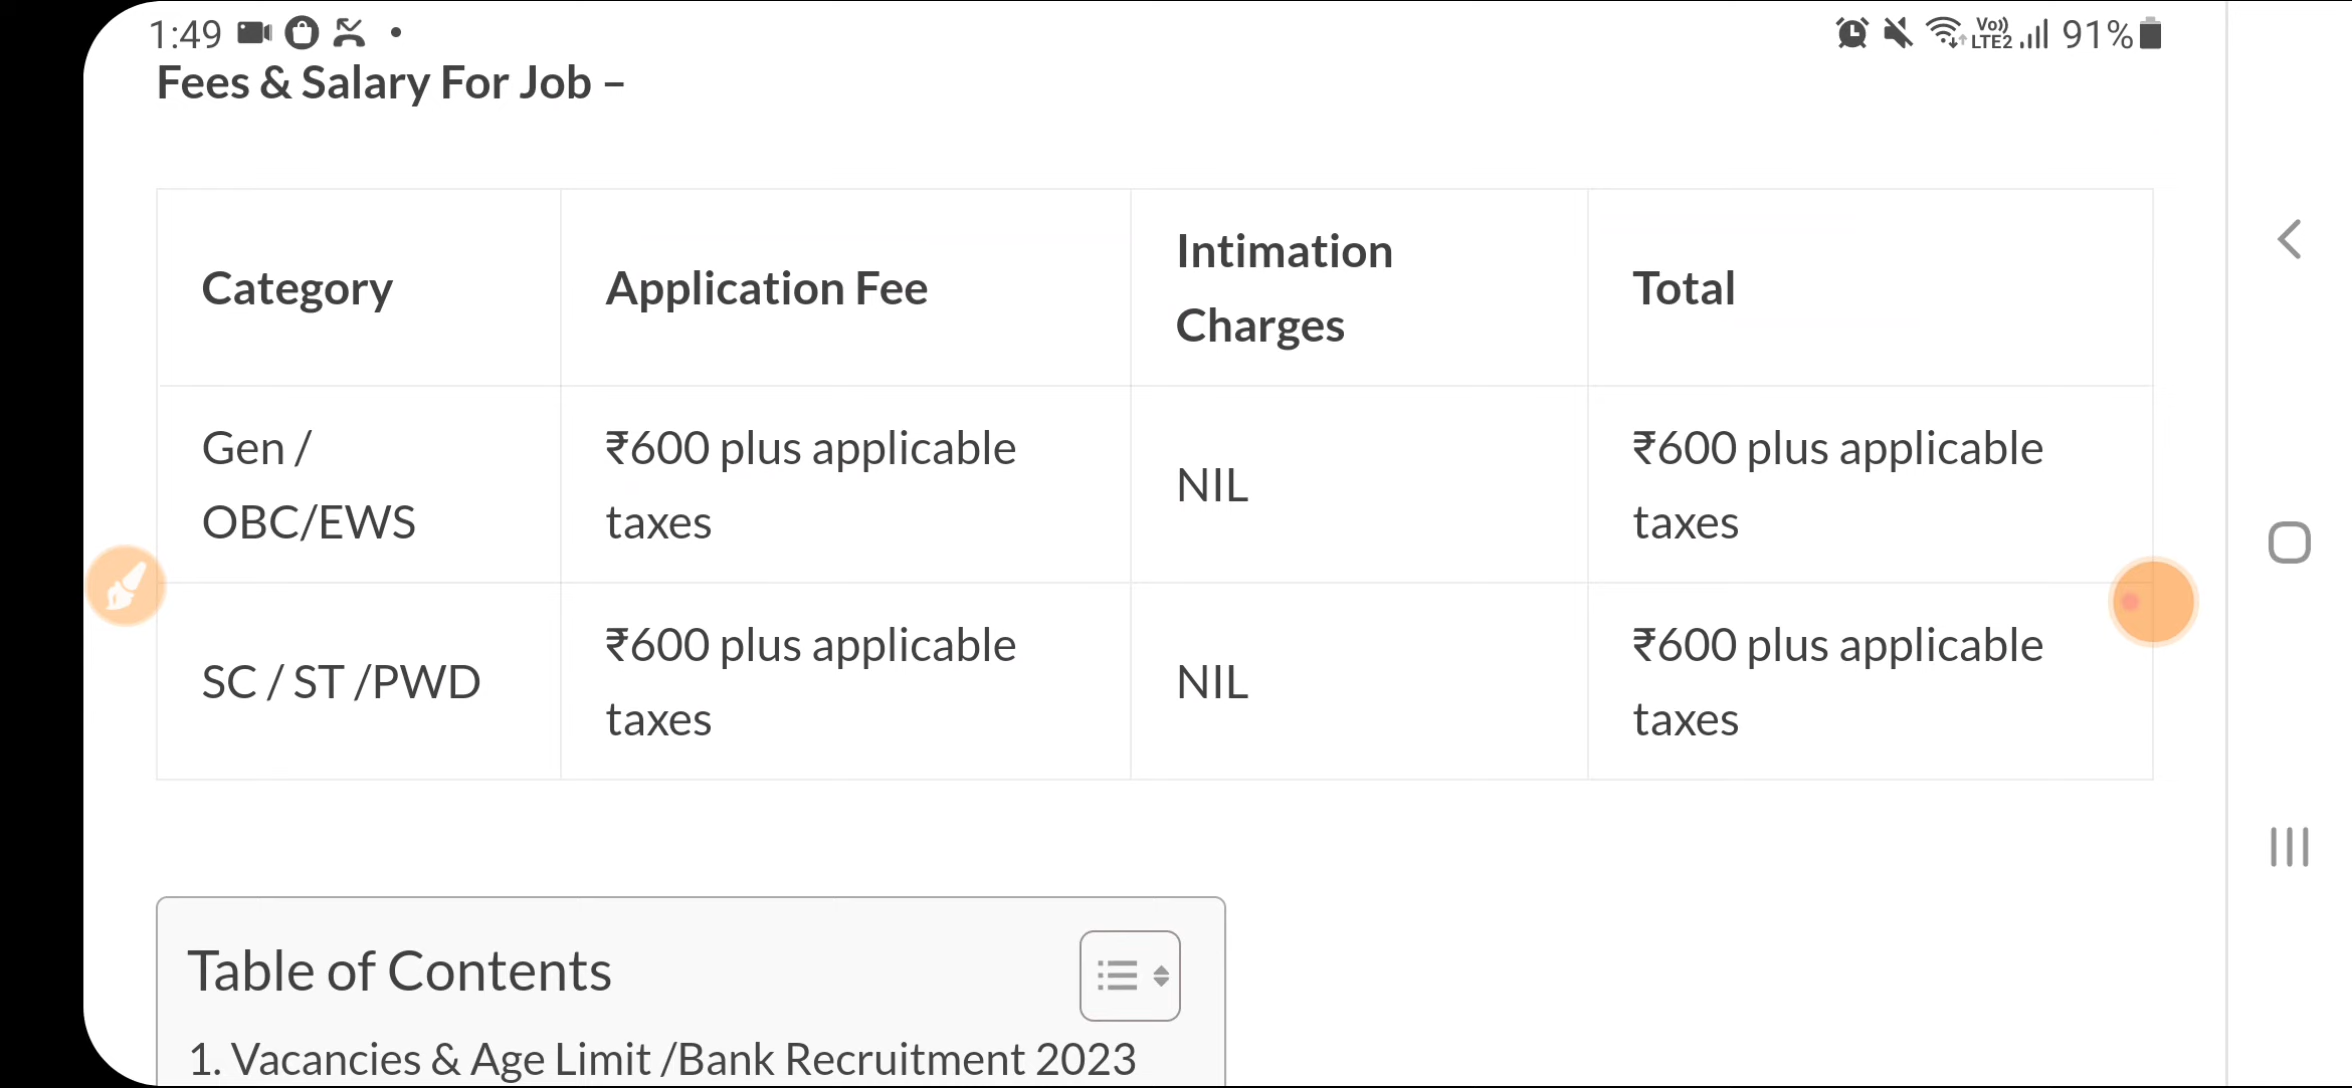 1:49
Vo)) LTE2 91%
Fees & Salary For Job –
Category Application Fee Intimation Charges Total
Gen / OBC/EWS ₹600 plus applicable taxes NIL ₹600 plus applicable taxes
SC / ST /PWD ₹600 plus applicable taxes NIL ₹600 plus applicable taxes
Table of Contents
1. Vacancies & Age Limit /Bank Recruitment 2023